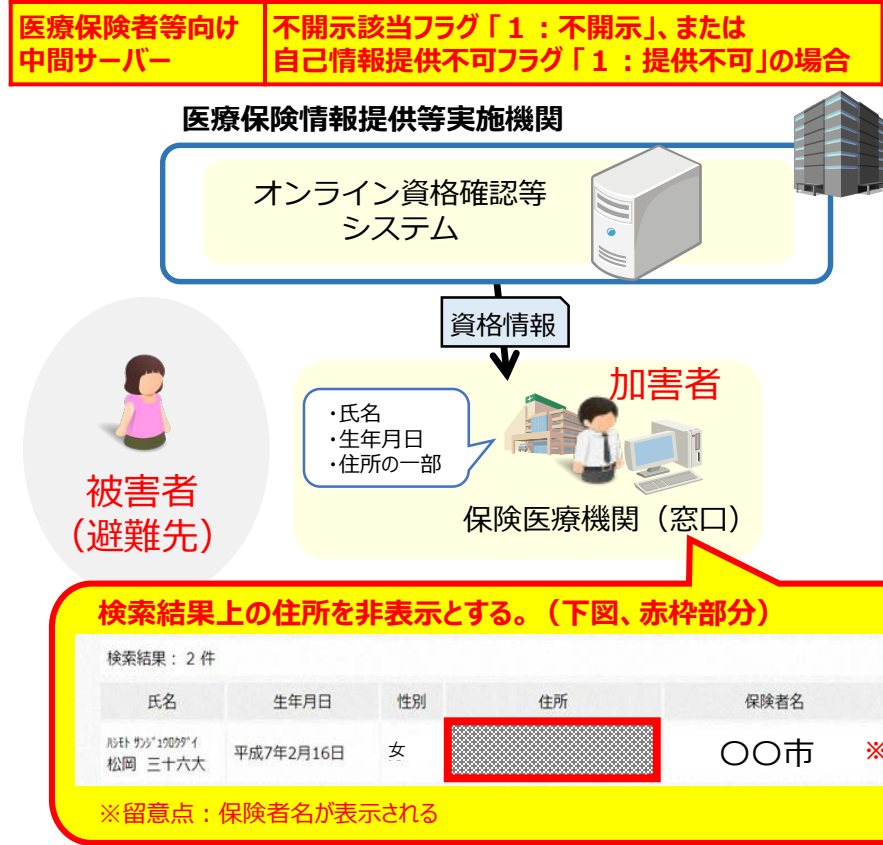 医療保険者等向け
中間サーバー
不開示該当フラグ「１：不開示」、または
自己情報提供不可フラグ「１：提供不可」の場合
医療保険情報提供等実施機関
オンライン資格確認等
システム
資格情報
加害者
・氏名
・生年月日
・住所の一部
被害者
（避難先）
保険医療機関（窓口）
検索結果上の住所を非表示とする。（下図、赤枠部分）
検索結果： 2 件
氏名 生年月日 性別 住所 保険者名
ﾊｼﾓﾄ ｻﾝｼﾞｭｳﾛｸﾀﾞｲ
松岡 三十六大 平成7年2月16日 女 〇〇市 ※
※留意点：保険者名が表示される